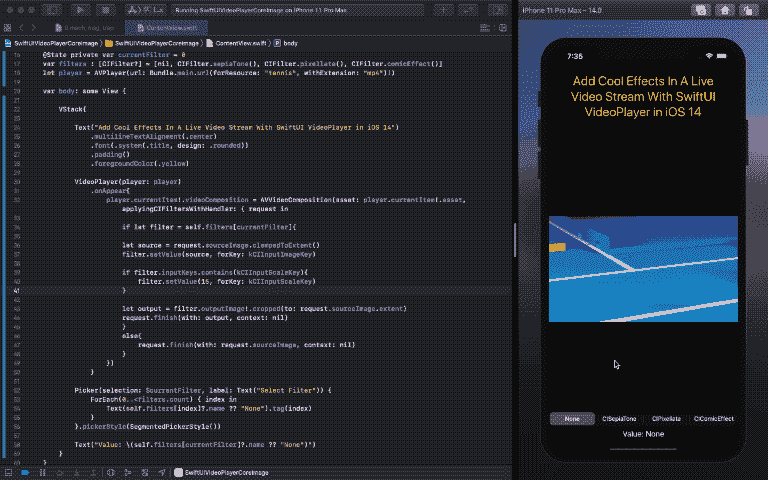 Running SwiftUIVideoPlayerCoreImage on iPhone 11 Pro Max
iPhone 11 Pro Max – 14.0
ContentView.swift
SwiftUIVideoPlayerCoreImage
SwiftUIVideoPlayerCoreImage
ContentView.swift
body
16 @State private var currentFilter = 0
17 var filters : [CIFilter?] = [nil, CIFilter.sepiaTone(), CIFilter.pixellate(), CIFilter.comicEffect()]
18 let player = AVPlayer(url: Bundle.main.url(forResource: "tennis", withExtension: "mp4")!)
var body: some View {
VStack{
Text("Add Cool Effects In A Live Video Stream With SwiftUI VideoPlayer in iOS 14")
.multilineTextAlignment(.center)
.font(.system(.title, design: .rounded))
.padding()
.foregroundColor(.yellow)
VideoPlayer(player: player)
.onAppear{
player.currentItem!.videoComposition = AVVideoComposition(asset: player.currentItem!.asset,
applyingCIFiltersWithHandler: { request in
if let filter = self.filters[currentFilter]{
let source = request.sourceImage.clampedToExtent()
filter.setValue(source, forKey: kCIInputImageKey)
if filter.inputKeys.contains(kCIInputScaleKey){
filter.setValue(15, forKey: kCIInputScaleKey)
41 }
let output = filter.outputImage!.cropped(to: request.sourceImage.extent)
request.finish(with: output, context: nil)
}
else{
request.finish(with: request.sourceImage, context: nil)
}
})
}
Picker(selection: $currentFilter, label: Text("Select Filter")) {
ForEach(0..<filters.count) { index in
Text(self.filters[index]?.name ?? "None").tag(index)
}
}.pickerStyle(SegmentedPickerStyle())
Text("Value: \(self.filters[currentFilter]?.name ?? "None")")
}
}
SwiftUIVideoPlayerCoreImage
7:35
Add Cool Effects In A Live
Video Stream With SwiftUI
VideoPlayer in iOS 14
None CISepiaTone CIPixellate CIComicEffect
Value: None